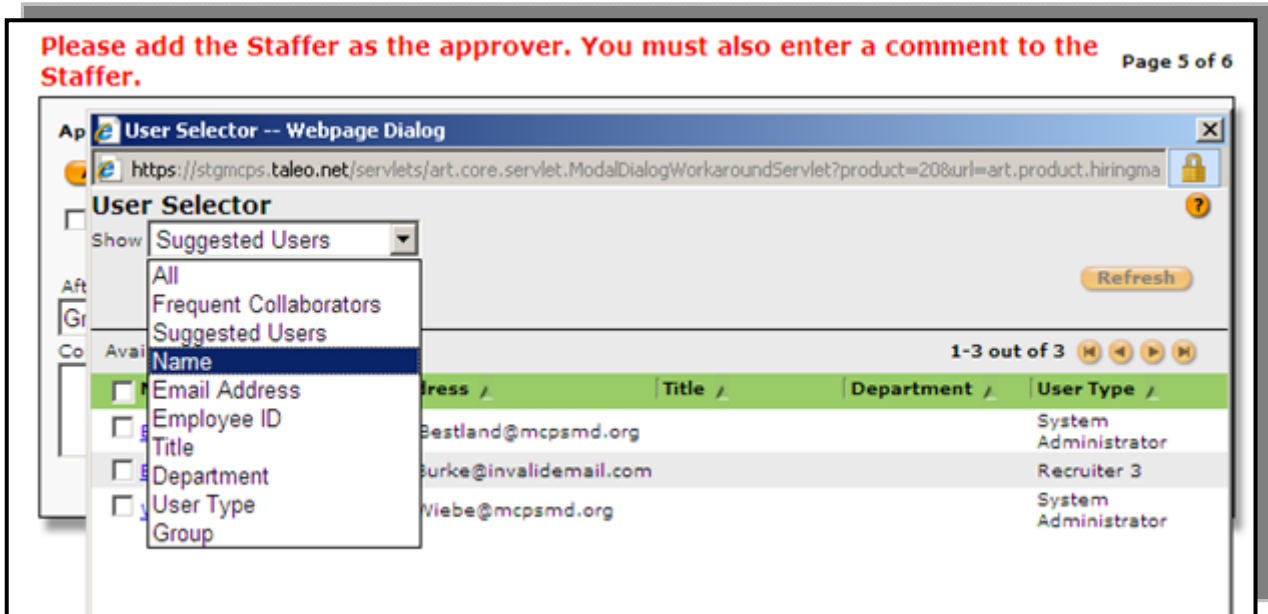 Please add the Staffer as the approver. You must also enter a comment to the
Staffer.
Page 5 of 6
Ap
User Selector -- Webpage Dialog
https://stgmcps.taleo.net/servlets/art.core.servlet.ModalDialogWorkaroundServlet?product=20&url=art.product.hiringma
User Selector
?
Show Suggested Users
All
Frequent Collaborators
Suggested Users
Name
Email Address
Employee ID
Title
Department
User Type
Group
Refresh
Aft
Gr
Co
Avai
1-3 out of 3
dress
Title
Department
User Type
Bestland@mcpsmd.org
System
Administrator
Burke@invalidemail.com
Recruiter 3
Wiebe@mcpsmd.org
System
Administrator